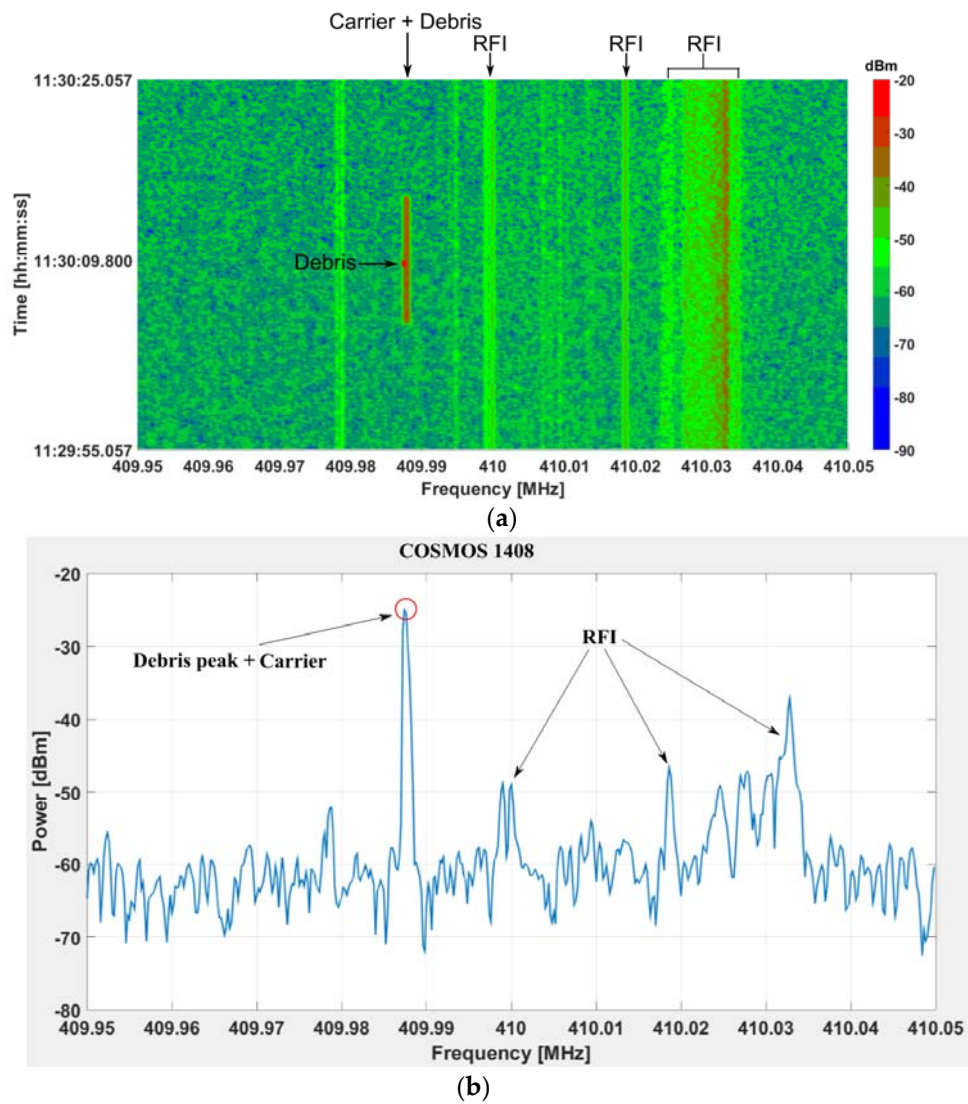 Carrier + Debris
RFI RFI RFI
dBm
11:30:25.057
11:30:09.800
11:29:55.057
Time [hh:mm:ss]
Debris
-20
-30
-40
-50
-60
-70
-80
-90
409.95 409.96 409.97 409.98 409.99 410 410.01 410.02 410.03 410.04 410.05
Frequency [MHz]
(a)
COSMOS 1408
-20
-30
-40
-50
-60
-70
-80
Power [dBm]
Debris peak + Carrier
RFI
409.95 409.96 409.97 409.98 409.99 410 410.01 410.02 410.03 410.04 410.05
Frequency [MHz]
(b)